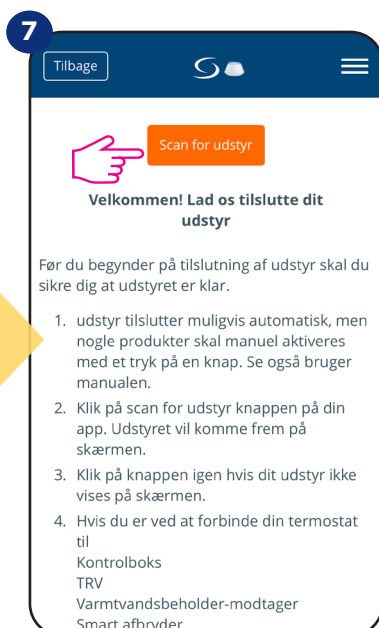 7
Tilbage
Scan for udstyr
Velkommen! Lad os tilslutte dit
udstyr
Før du begynder på tilslutning af udstyr skal du
sikre dig at udstyret er klar.
1. udstyr tilslutter muligvis automatisk, men
nogle produkter skal manuel aktiveres
med et tryk på en knap. Se også bruger
manualen.
2. Klik på scan for udstyr knappen på din
app. Udstyret vil komme frem på
skærmen.
3. Klik på knappen igen hvis dit udstyr ikke
vises på skærmen.
4. Hvis du er ved at forbinde din termostat
til
Kontrolboks
TRV
Varmtvandsbeholder-modtager
Smart afbryder